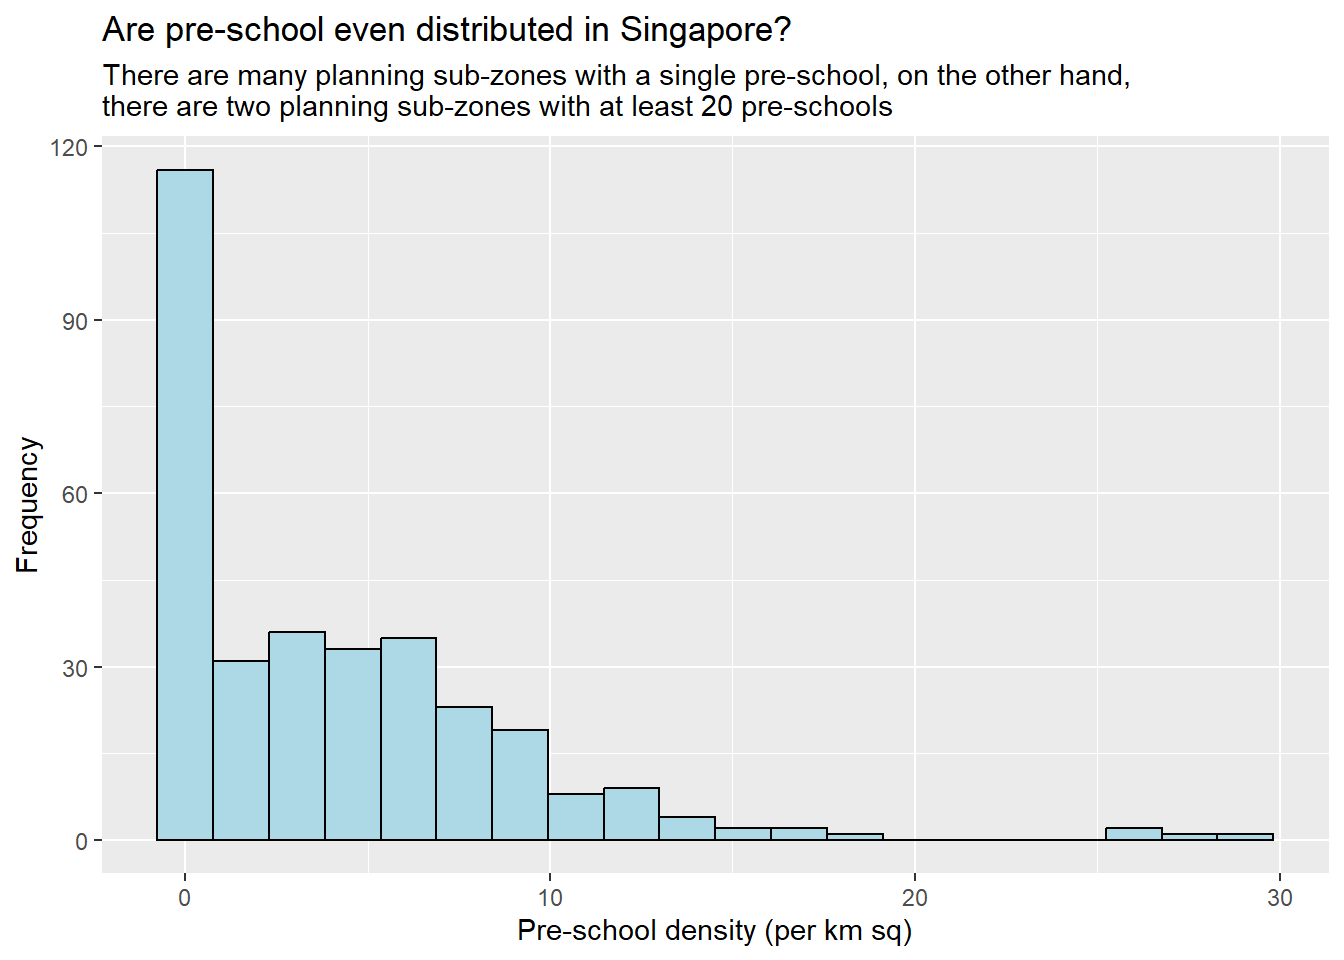 Are pre-school even distributed in Singapore?
There are many planning sub-zones with a single pre-school, on the other hand,
there are two planning sub-zones with at least 20 pre-schools
120
90
60
30
0
Frequency
0
10
20
30
Pre-school density (per km sq)